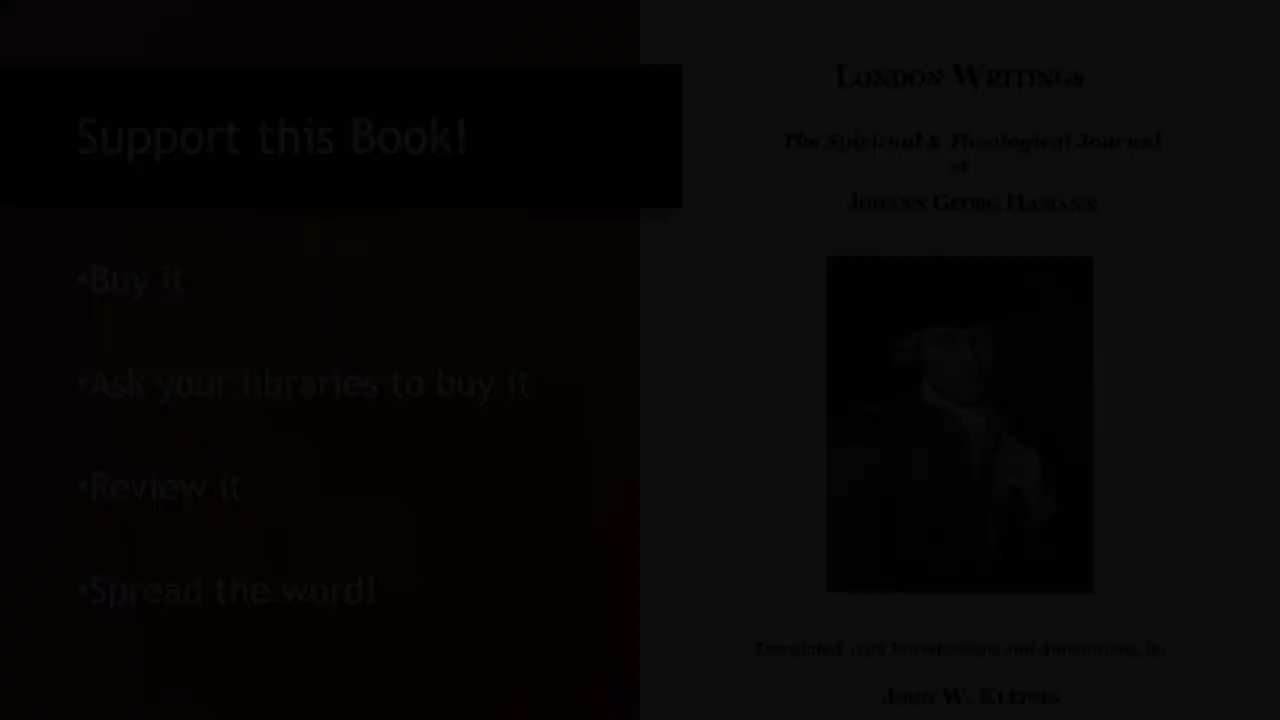 Support this Book!
•Buy it
•Ask your libraries to buy it
•Review it
•Spread the word!
LONDON WRITINGS
The Spiritual & Theological Journal
of
JOHANN GEORG HAMANN
Translated, with Introduction and Annotation, by
JOHN W. KLEINIG